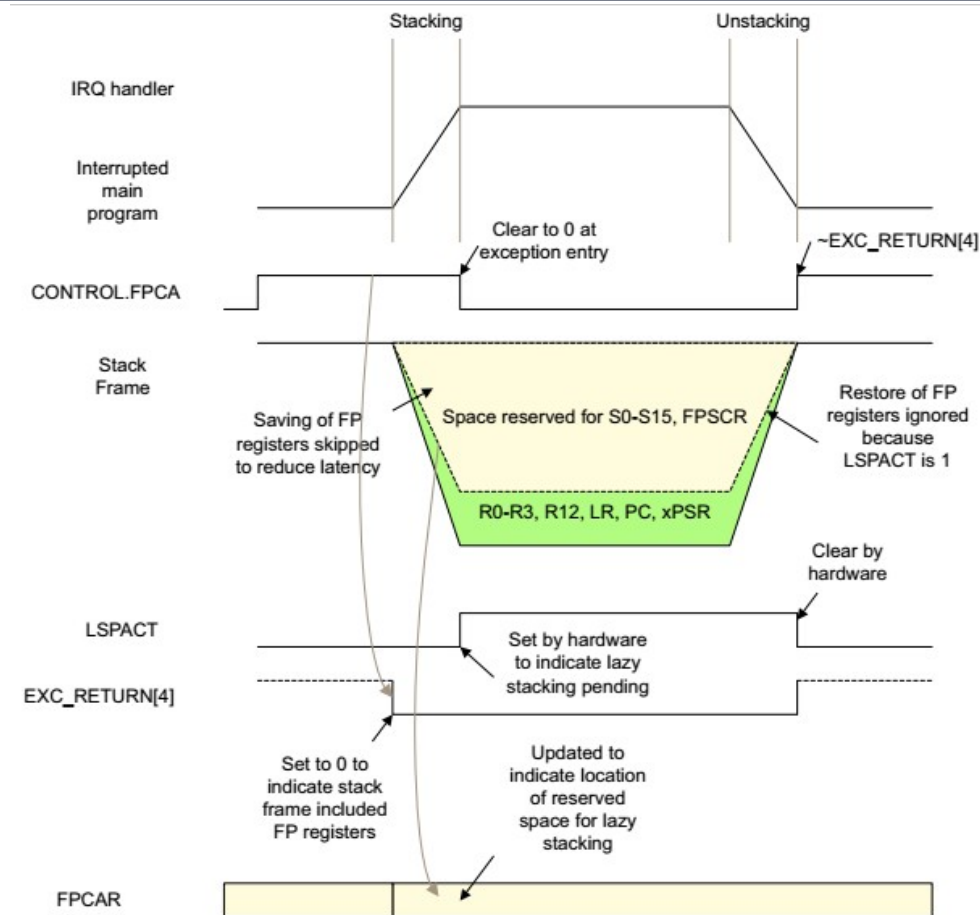 Stacking
Unstacking
IRQ handler
Interrupted
main
program
Clear to 0 at
exception entry
~EXC_RETURN[4]
CONTROL.FPCA
Stack
Frame
Saving of FP
registers skipped
to reduce latency
Space reserved for S0-S15, FPSCR
Restore of FP
registers ignored
because
LSPACT is 1
R0-R3, R12, LR, PC, xPSR
Clear by
hardware
LSPACT
Set by hardware
to indicate lazy
stacking pending
EXC_RETURN[4]
Set to 0 to
indicate stack
frame included
FP registers
Updated to
indicate location
of reserved
space for lazy
stacking
FPCAR